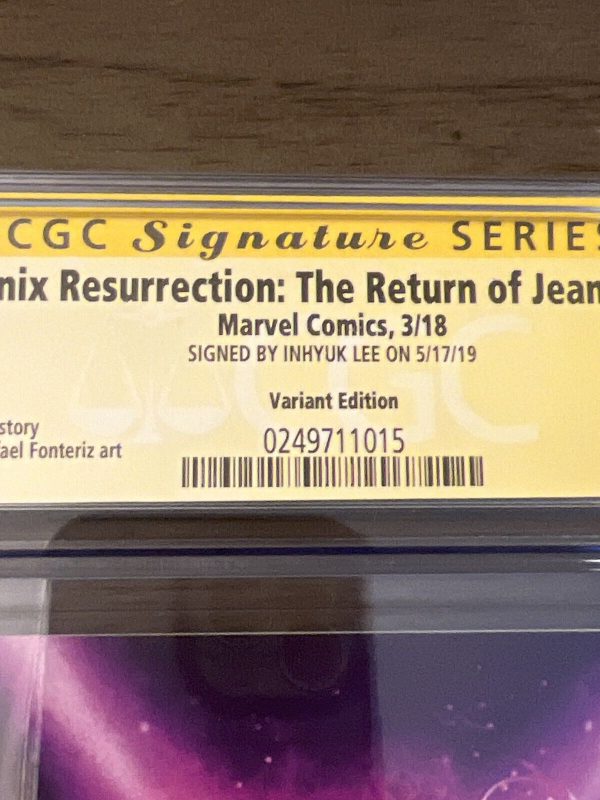 CGC Signature SERIES
nix Resurrection: The Return of Jean
Marvel Comics, 3/18
SIGNED BY INHYUK LEE ON 5/17/19
Variant Edition
story
ael Fonteriz art
0249711015
CGC